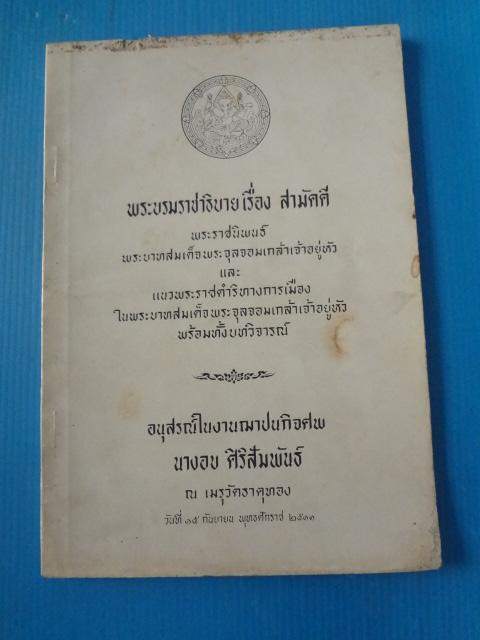 พระบรมราชาธิบายเรื่อง สามัคคี
พระราชนิพนธ์
พระบาทสมเด็จพระจุลจอมเกล้าเจ้าอยู่หัว
และ
แนวพระราชดำริทางการเมือง
ในพระบาทสมเด็จพระจุลจอมเกล้าเจ้าอยู่หัว
พร้อมทั้งบทวิจารณ์
อนุสรณ์ในงานฌาปนกิจศพ
นางอบ ศิริสัมพันธ์
ณ เมรุวัดธาตุทอง
วันที่ ๑๕ กันยายน พุทธศักราช ๒๕๑๓